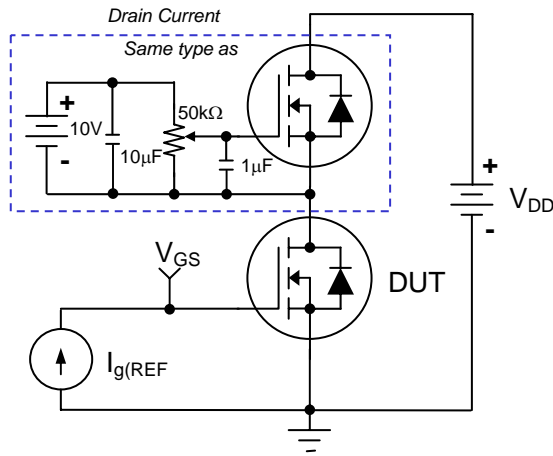 Drain Current
Same type as
+
10V
-
10μF
50kΩ
1μF
+
VDD
-
VGS
DUT
Ig(REF